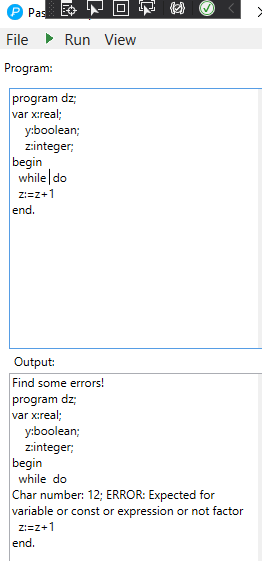 Pas
File Run View
Program:
program dz;
var x:real;
y:boolean;
z:integer;
begin
while do
z:=z+1
end.
Output:
Find some errors!
program dz;
var x:real;
y:boolean;
z:integer;
begin
while  do
Char number: 12; ERROR: Expected for
variable or const or expression or not factor
z:=z+1
end.